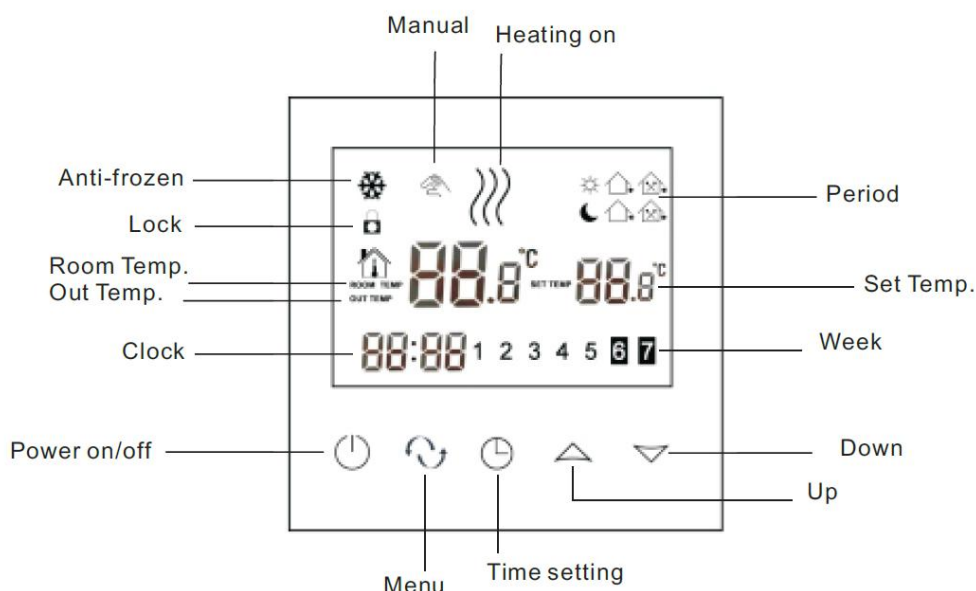 Manual
Heating on
Anti-frozen
Period
Lock
Room Temp.
ROOM TEMP
88.8°C
SET TEMP
88.8°C
Set Temp.
Out Temp.
OUT TEMP
Clock
88:88 1 2 3 4 5 6 7
Week
Power on/off
Down
Up
Menu
Time setting